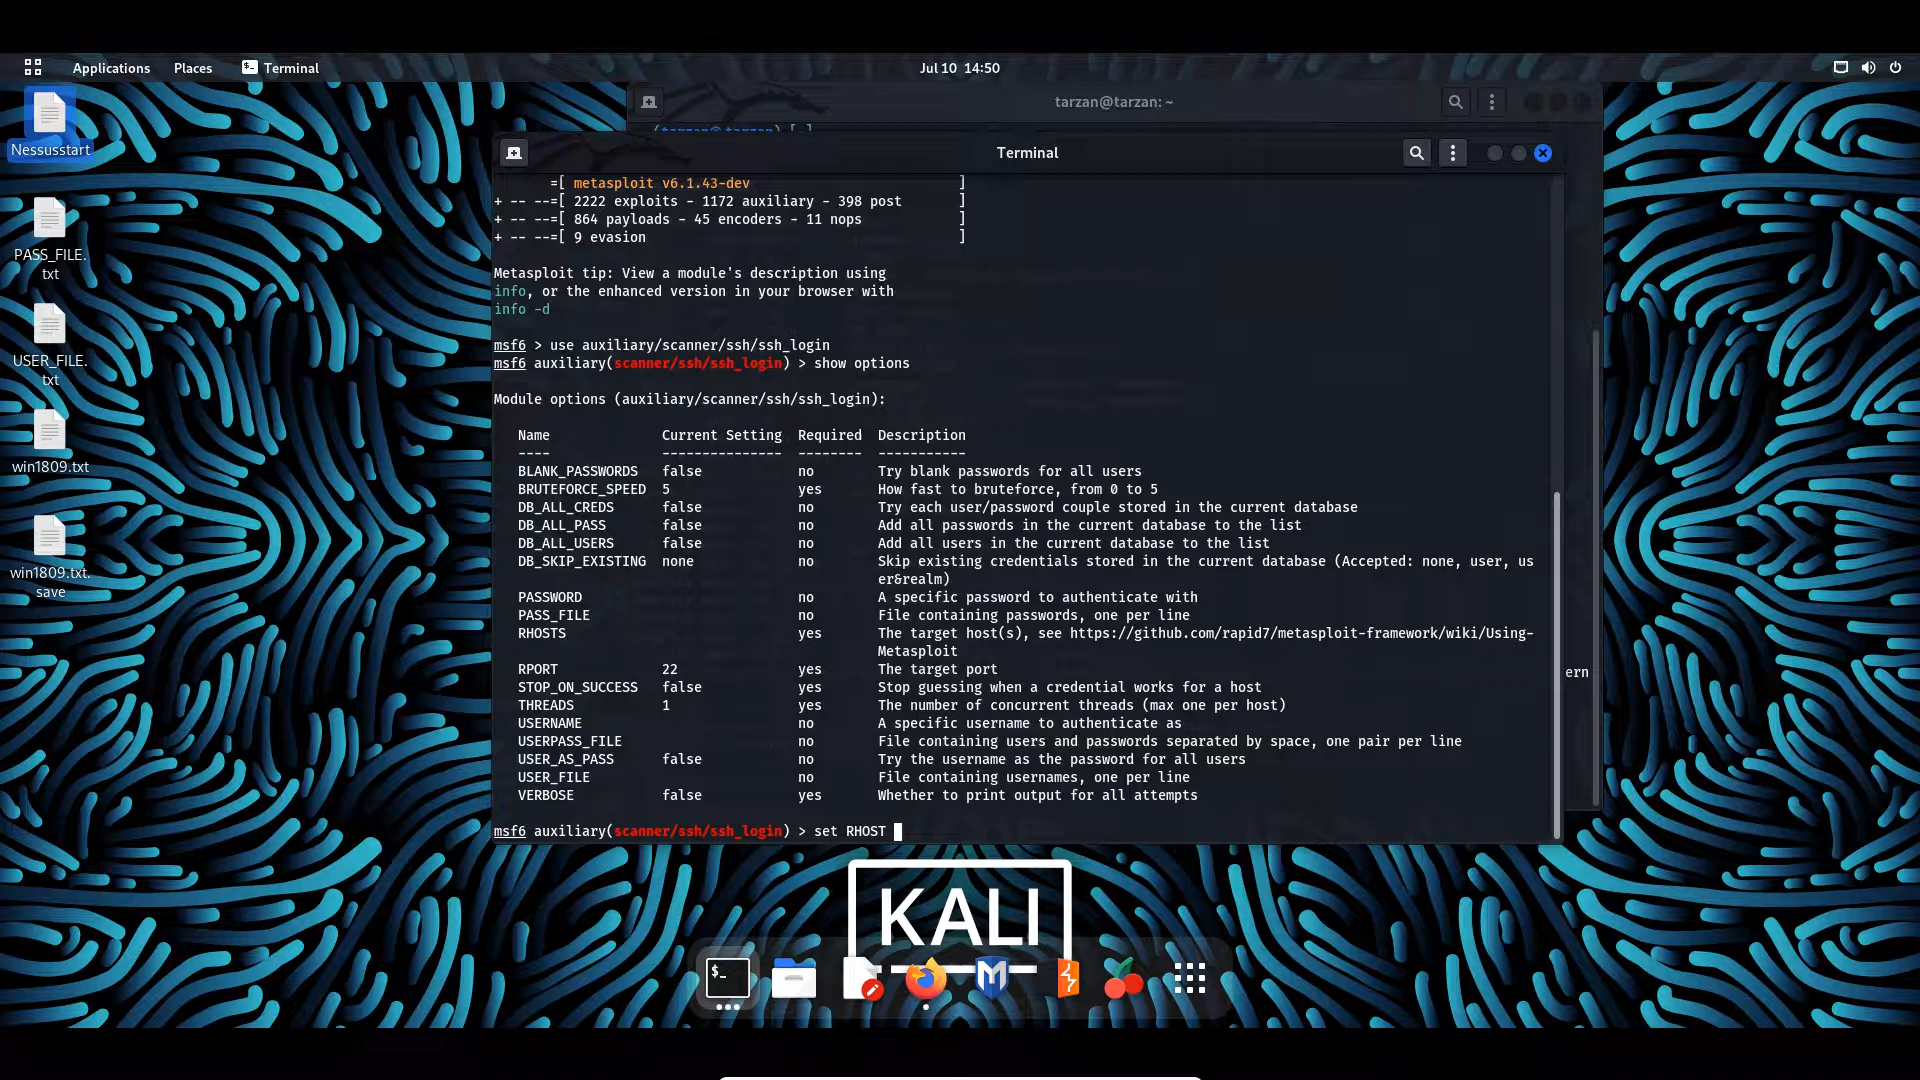 Applications Places Terminal Jul 10 14:50
tarzan@tarzan: ~
Terminal
Nessusstart
PASS_FILE.
txt
USER_FILE.
txt
win1809.txt
win1809.txt.
save
=[ metasploit v6.1.43-dev ]
+ -- --=[ 2222 exploits - 1172 auxiliary - 398 post ]
+ -- --=[ 864 payloads - 45 encoders - 11 nops ]
+ -- --=[ 9 evasion ]
Metasploit tip: View a module's description using
info, or the enhanced version in your browser with
info -d
msf6 > use auxiliary/scanner/ssh/ssh_login
msf6 auxiliary(scanner/ssh/ssh_login) > show options
Module options (auxiliary/scanner/ssh/ssh_login):
Name Current Setting Required Description
---- --------------- -------- -----------
BLANK_PASSWORDS false no Try blank passwords for all users
BRUTEFORCE_SPEED 5 yes How fast to bruteforce, from 0 to 5
DB_ALL_CREDS false no Try each user/password couple stored in the current database
DB_ALL_PASS false no Add all passwords in the current database to the list
DB_ALL_USERS false no Add all users in the current database to the list
DB_SKIP_EXISTING none no Skip existing credentials stored in the current database (Accepted: none, user, us
er&realm)
PASSWORD no A specific password to authenticate with
PASS_FILE no File containing passwords, one per line
RHOSTS yes The target host(s), see https://github.com/rapid7/metasploit-framework/wiki/Using-
Metasploit
RPORT 22 yes The target port
STOP_ON_SUCCESS false yes Stop guessing when a credential works for a host
THREADS 1 yes The number of concurrent threads (max one per host)
USERNAME no A specific username to authenticate as
USERPASS_FILE no File containing users and passwords separated by space, one pair per line
USER_AS_PASS false no Try the username as the password for all users
USER_FILE no File containing usernames, one per line
VERBOSE false yes Whether to print output for all attempts
msf6 auxiliary(scanner/ssh/ssh_login) > set RHOST
ern
KALI